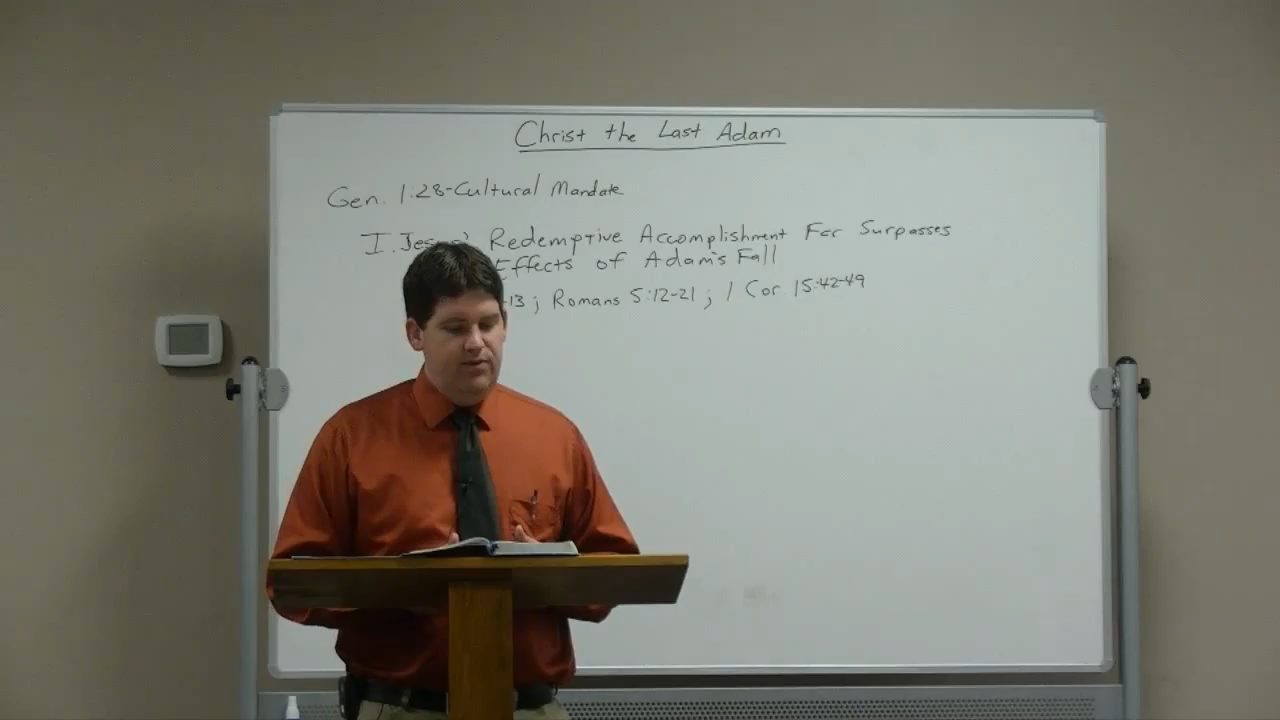 Christ the Last Adam
Gen. 1:28-Cultural Mandate
I. Redemptive Accomplishment Far Surpasses
Effects of Adam's Fall
-13; Romans 5:12-21; 1 Cor 15:42-49